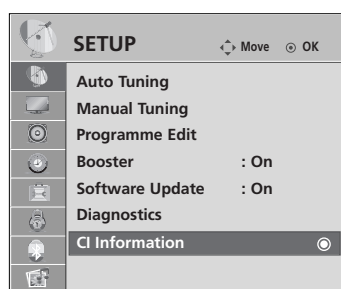 SETUP Move OK
Auto Tuning
Manual Tuning
Programme Edit
Booster : On
Software Update : On
Diagnostics
CI Information